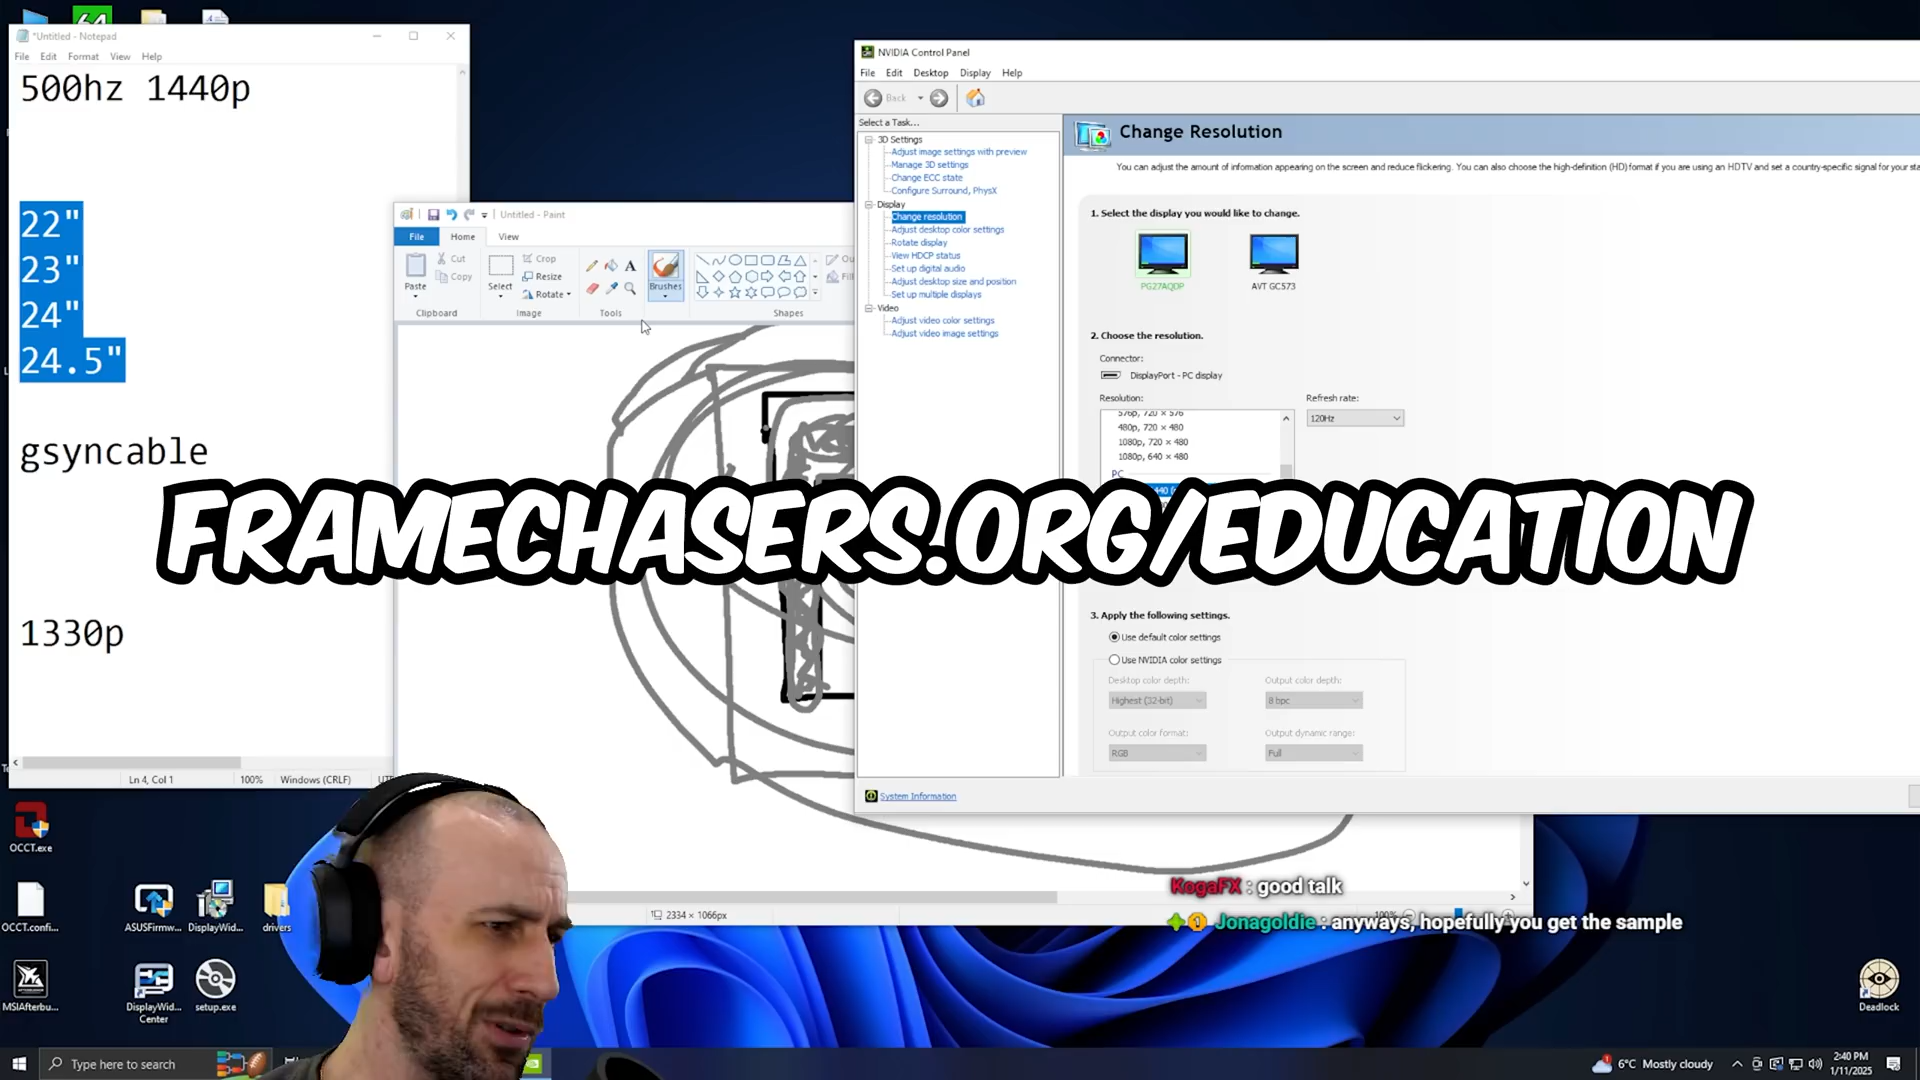 *Untitled - Notepad
File Edit Format View Help
500hz 1440p
22"
23"
24"
24.5"
gsyncable
1330p
Ln 4, Col 1 100% Windows (CRLF)
Untitled - Paint
File Home View
Paste
Cut
Copy
Clipboard
Select
Crop
Resize
Rotate
Image
Tools
Brushes
Shapes
2334 × 1066px
100%
NVIDIA Control Panel
File Edit Desktop Display Help
Back
Select a Task...
3D Settings
Adjust image settings with preview
Manage 3D settings
Change ECC state
Configure Surround, PhysX
Display
Change resolution
Adjust desktop color settings
Rotate display
View HDCP status
Set up digital audio
Adjust desktop size and position
Set up multiple displays
Video
Adjust video color settings
Adjust video image settings
System Information
Change Resolution
You can adjust the amount of information appearing on the screen and reduce flickering. You can also choose the high-definition (HD) format if you are using an HDTV and set a country-specific signal for your
1. Select the display you would like to change.
PG27AQDP AVT GC573
2. Choose the resolution.
Connector:
DisplayPort - PC display
Resolution:
576p, 720 × 576
480p, 720 × 480
1080p, 720 × 480
1080p, 640 × 480
PC
Refresh rate:
120Hz
FRAMECHASERS.ORG/EDUCATION
3. Apply the following settings.
Use default color settings
Use NVIDIA color settings
Desktop color depth: Output color depth:
Highest (32-bit) 8 bpc
Output color format: Output dynamic range:
RGB Full
KogaFX : good talk
Jonagoldie : anyways, hopefully you get the sample
64
OCCT.exe
OCCT.confi...
ASUSFirmw...
DisplayWid...
drivers
MSIAfterbu...
DisplayWid... Center
setup.exe
Deadlock
Type here to search
6°C Mostly cloudy
2:40 PM
1/11/2025